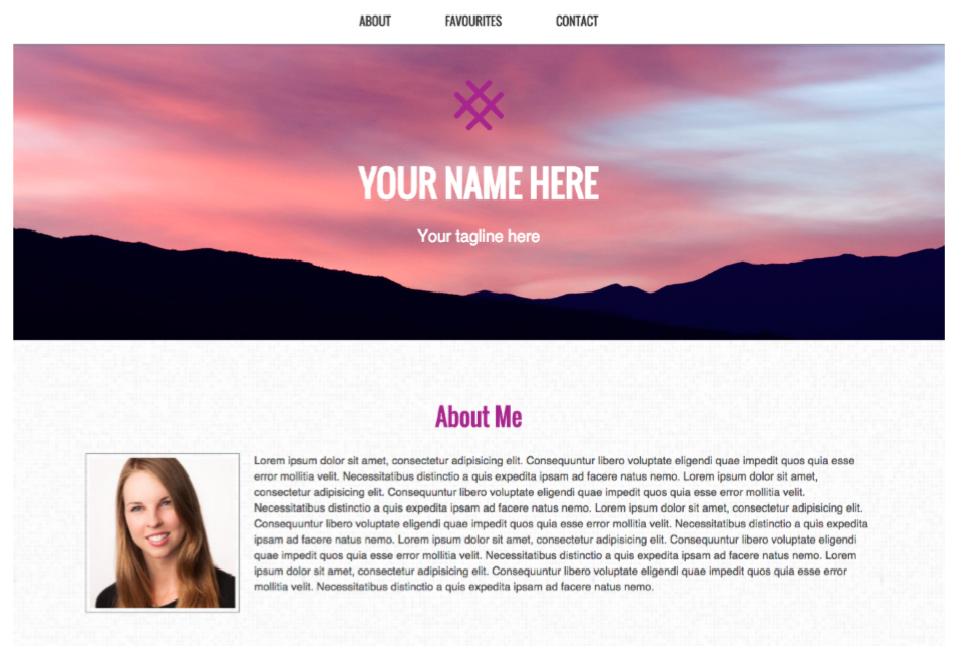 ABOUT FAVOURITES CONTACT
YOUR NAME HERE
Your tagline here
About Me
Lorem ipsum dolor sit amet, consectetur adipisicing elit. Consequuntur libero voluptate eligendi quae impedit quos quia esse
error mollitia velit. Necessitatibus distinctio a quis expedita ipsam ad facere natus nemo. Lorem ipsum dolor sit amet,
consectetur adipisicing elit. Consequuntur libero voluptate eligendi quae impedit quos quia esse error mollitia velit.
Necessitatibus distinctio a quis expedita ipsam ad facere natus nemo. Lorem ipsum dolor sit amet, consectetur adipisicing elit.
Consequuntur libero voluptate eligendi quae impedit quos quia esse error mollitia velit. Necessitatibus distinctio a quis expedita
ipsam ad facere natus nemo. Lorem ipsum dolor sit amet, consectetur adipisicing elit. Consequuntur libero voluptate eligendi
quae impedit quos quia esse error mollitia velit. Necessitatibus distinctio a quis expedita ipsam ad facere natus nemo. Lorem
ipsum dolor sit amet, consectetur adipisicing elit. Consequuntur libero voluptate eligendi quae impedit quos quia esse error
mollitia velit. Necessitatibus distinctio a quis expedita ipsam ad facere natus nemo.